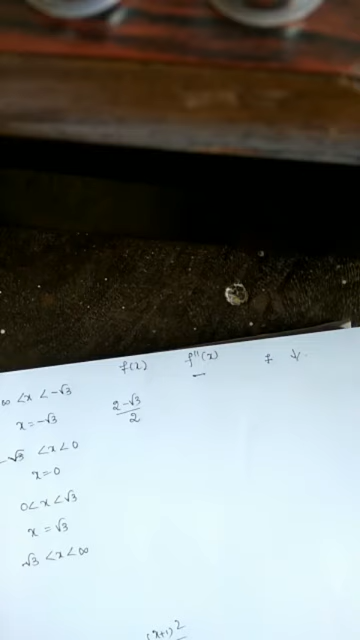 f(x) f''(x) f ↓
∞ < x < -√3
x = -√3 2-√3/2
-√3 < x < 0
x = 0
0 < x < √3
x = √3
√3 < x < ∞
(x+1)²